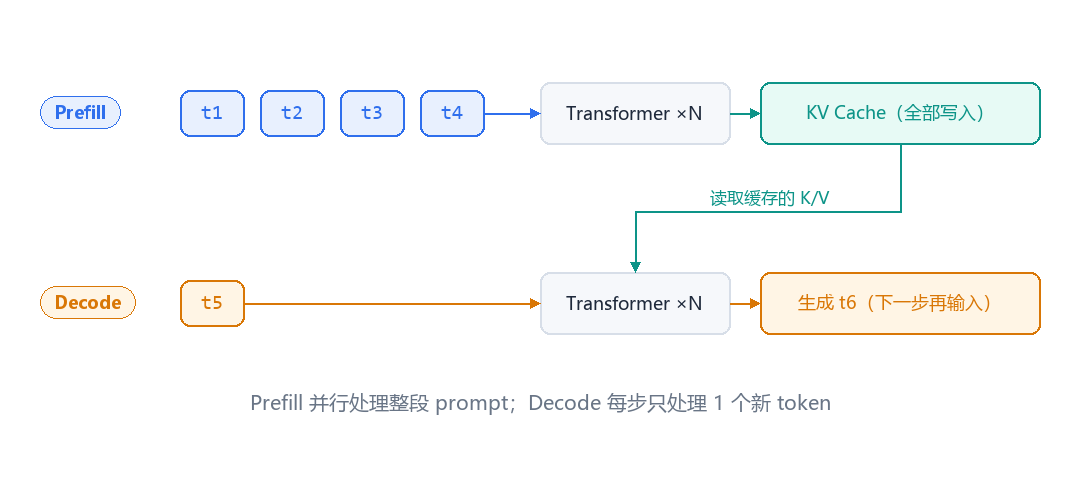 Prefill
t1
t2
t3
t4
Transformer ×N
KV Cache（全部写入）
读取缓存的 K/V
Decode
t5
Transformer ×N
生成 t6（下一步再输入）
Prefill 并行处理整段 prompt；Decode 每步只处理 1 个新 token